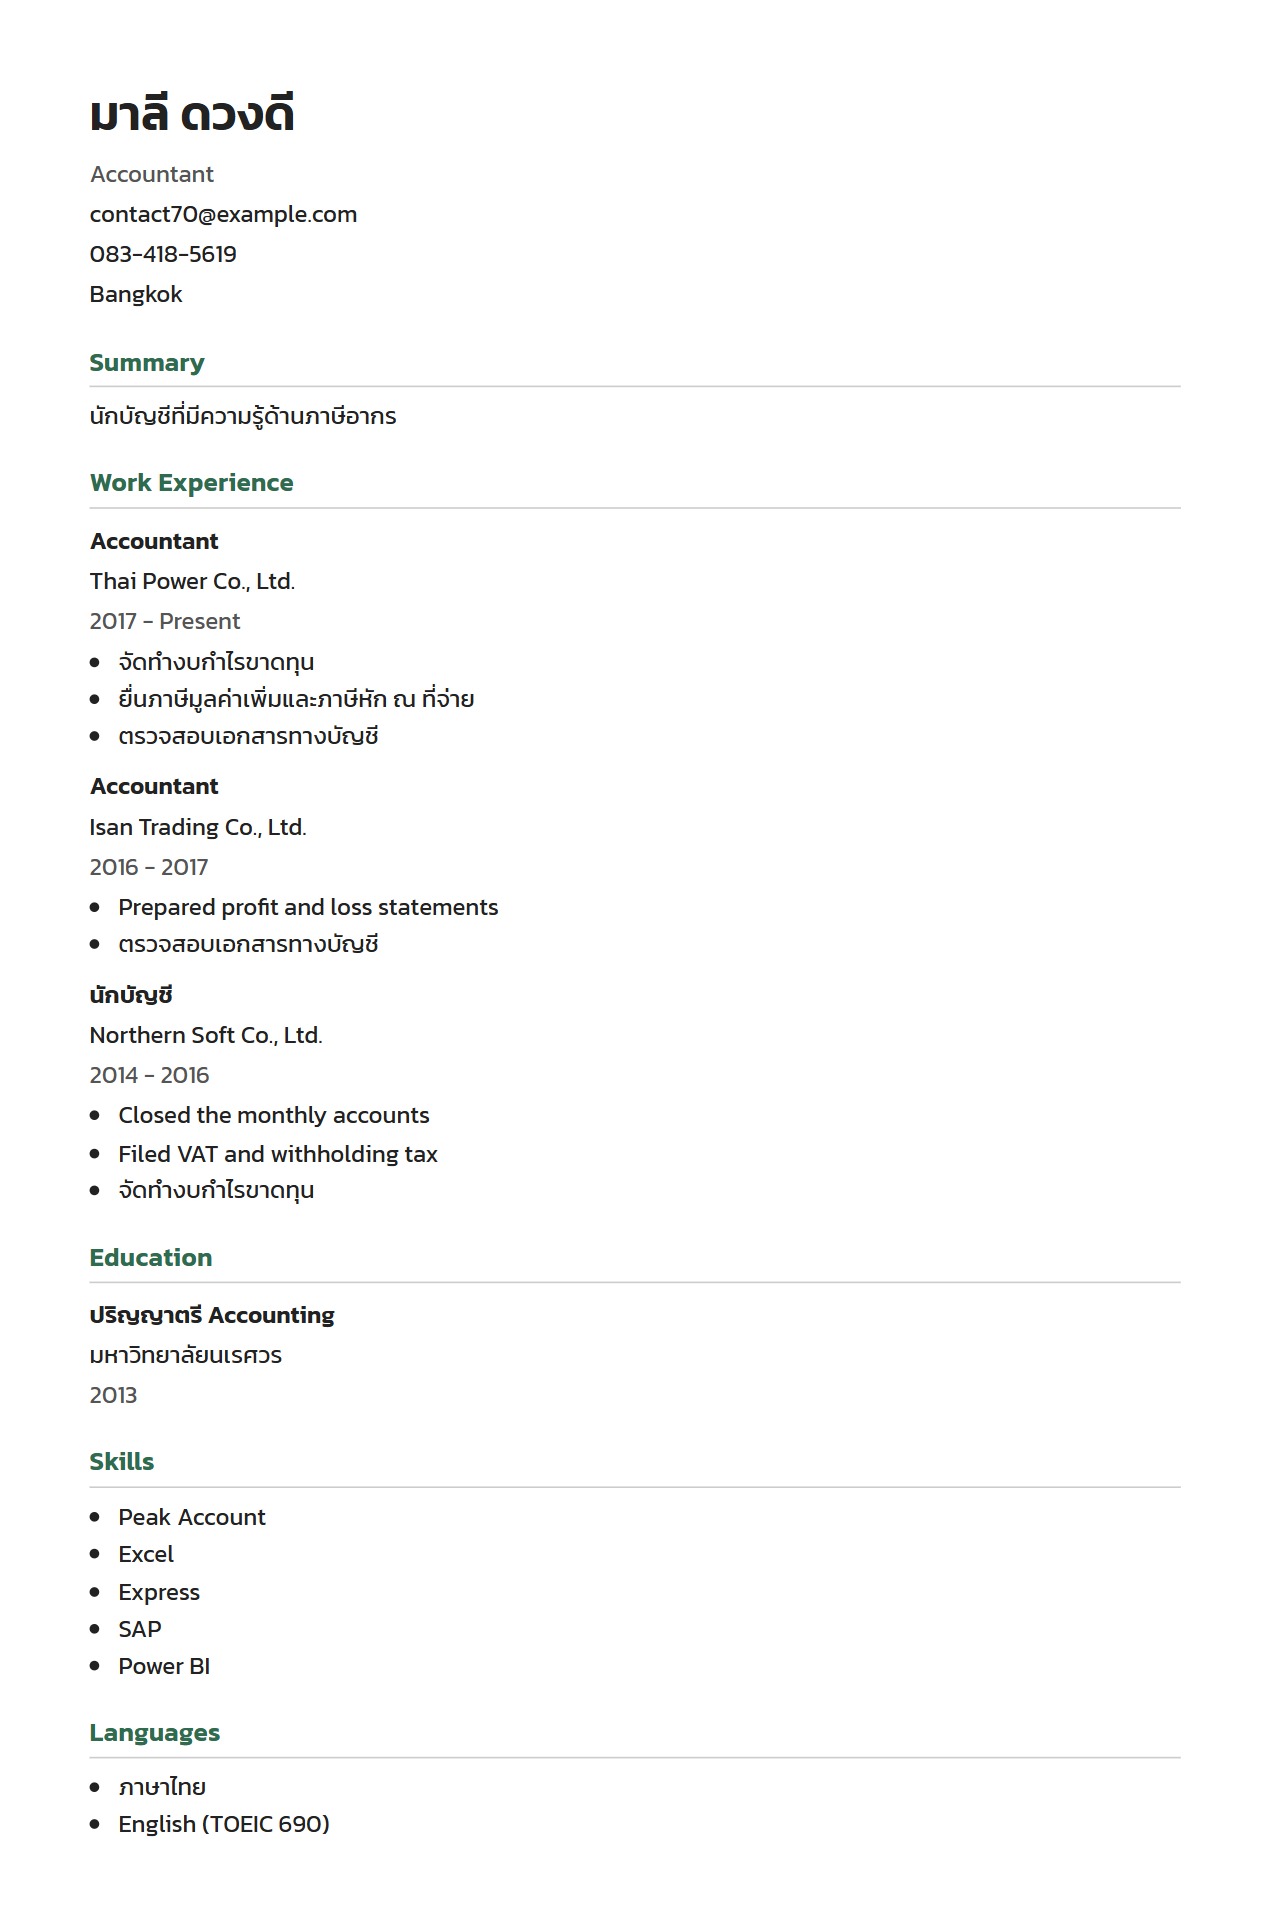 มาลี ดวงดี
Accountant
contact70@example.com
083-418-5619
Bangkok
Summary
นักบัญชีที่มีความรู้ด้านภาษีอากร
Work Experience
Accountant
Thai Power Co., Ltd.
2017 - Present
• จัดทำงบกำไรขาดทุน
• ยื่นภาษีมูลค่าเพิ่มและภาษีหัก ณ ที่จ่าย
• ตรวจสอบเอกสารทางบัญชี
Accountant
Isan Trading Co., Ltd.
2016 - 2017
• Prepared profit and loss statements
• ตรวจสอบเอกสารทางบัญชี
นักบัญชี
Northern Soft Co., Ltd.
2014 - 2016
• Closed the monthly accounts
• Filed VAT and withholding tax
• จัดทำงบกำไรขาดทุน
Education
ปริญญาตรี Accounting
มหาวิทยาลัยนเรศวร
2013
Skills
• Peak Account
• Excel
• Express
• SAP
• Power BI
Languages
• ภาษาไทย
• English (TOEIC 690)